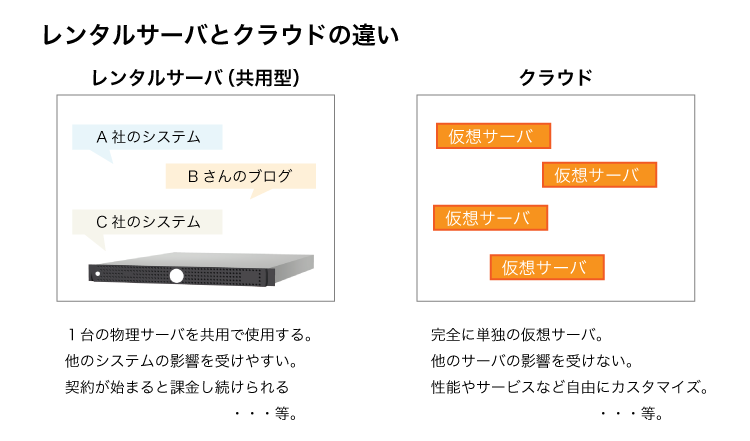 レンタルサーバとクラウドの違い
レンタルサーバ（共用型）
A 社のシステム
B さんのブログ
C 社のシステム
１台の物理サーバを共用で使用する。
他のシステムの影響を受けやすい。
契約が始まると課金し続けられる
・・・等。
クラウド
仮想サーバ
仮想サーバ
仮想サーバ
仮想サーバ
完全に単独の仮想サーバ。
他のサーバの影響を受けない。
性能やサービスなど自由にカスタマイズ。
・・・等。